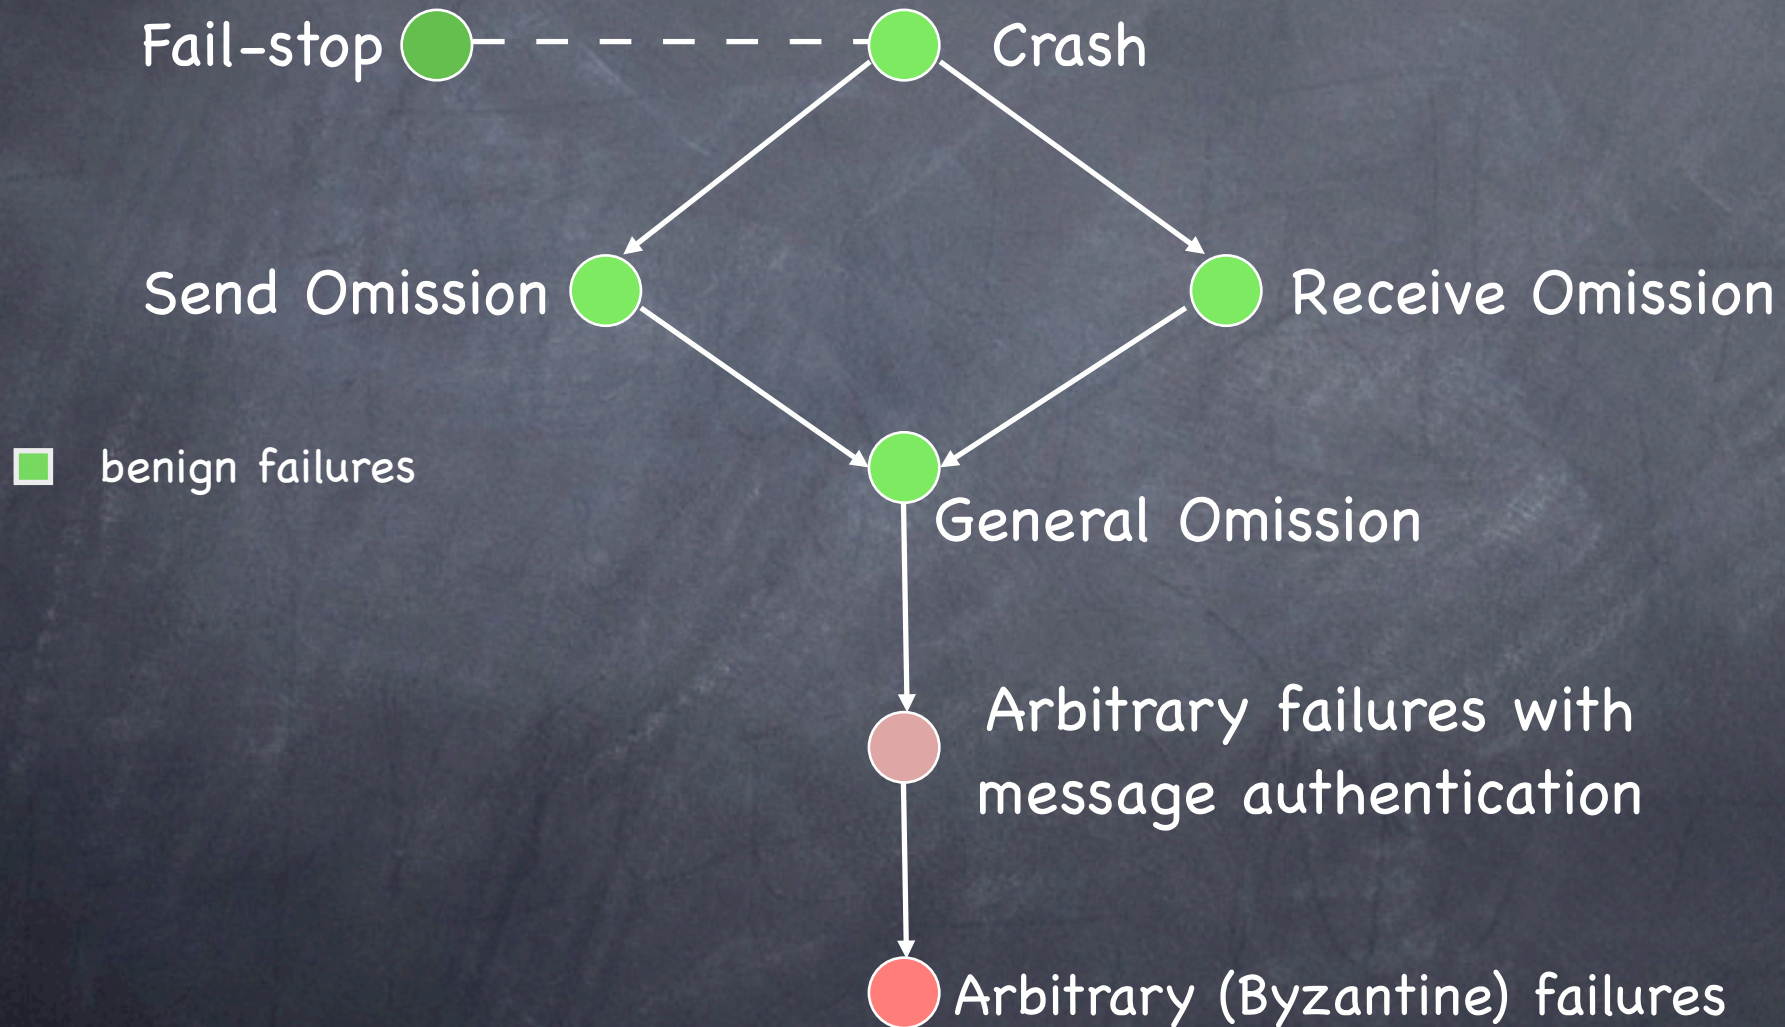 Fail-stop
Crash
Send Omission
Receive Omission
benign failures
General Omission
Arbitrary failures with
message authentication
Arbitrary (Byzantine) failures